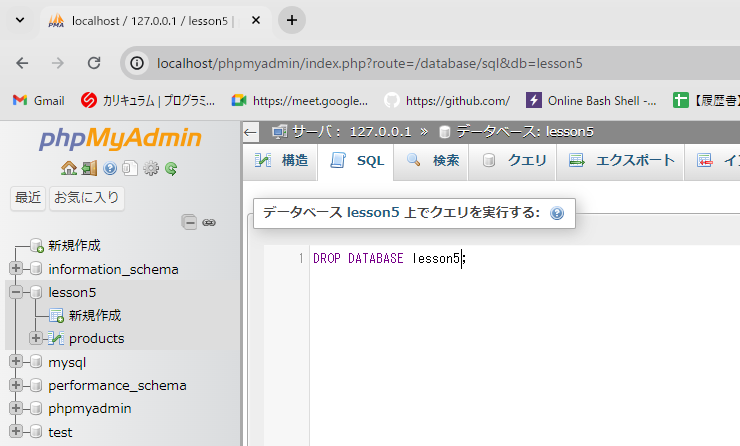 localhost / 127.0.0.1 / lesson5 |
localhost/phpmyadmin/index.php?route=/database/sql&db=lesson5
Gmail カリキュラム | プログラミ... https://meet.google... https://github.com/ Online Bash Shell -... 【履歴書】
phpMyAdmin
最近 お気に入り
新規作成
information_schema
lesson5
新規作成
products
mysql
performance_schema
phpmyadmin
test
サーバ: 127.0.0.1 » データベース: lesson5
構造 SQL 検索 クエリ エクスポート イン
データベース lesson5 上でクエリを実行する:
1 DROP DATABASE lesson5;